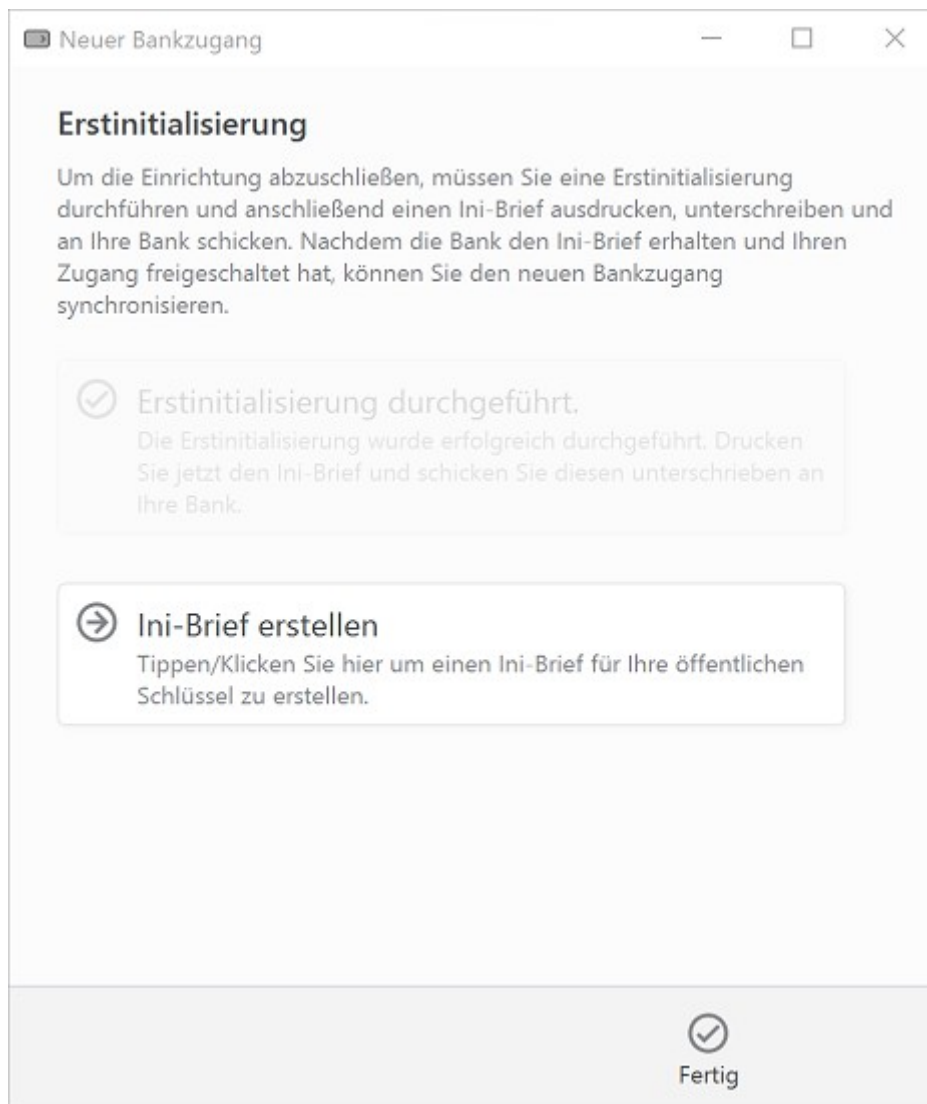 Neuer Bankzugang
Erstinitialisierung
Um die Einrichtung abzuschließen, müssen Sie eine Erstinitialisierung
durchführen und anschließend einen Ini-Brief ausdrucken, unterschreiben und
an Ihre Bank schicken. Nachdem die Bank den Ini-Brief erhalten und Ihren
Zugang freigeschaltet hat, können Sie den neuen Bankzugang
synchronisieren.
Erstinitialisierung durchgeführt.
Die Erstinitialisierung wurde erfolgreich durchgeführt. Drucken
Sie jetzt den Ini-Brief und schicken Sie diesen unterschrieben an
Ihre Bank.
Ini-Brief erstellen
Tippen/Klicken Sie hier um einen Ini-Brief für Ihre öffentlichen
Schlüssel zu erstellen.
Fertig